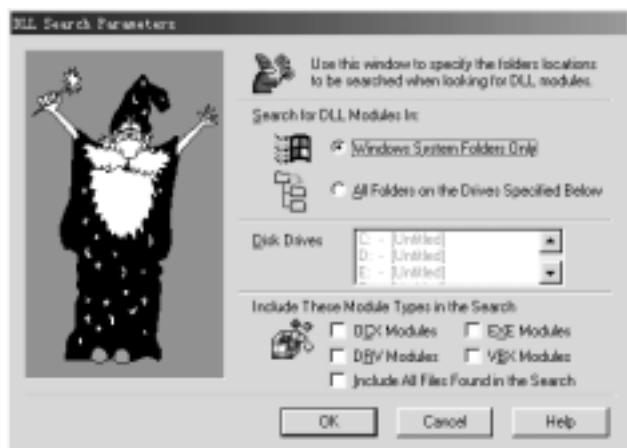 DLL Search Parameters
Use this window to specify the folders locations
to be searched when looking for DLL modules.
Search for DLL Modules In:
Windows System Folders Only
All Folders on the Drives Specified Below
Disk Drives
C: - [Untitled]
D: - [Untitled]
E: - [Untitled]
Include These Module Types in the Search
OCX Modules
EXE Modules
DRV Modules
VBX Modules
Include All Files Found in the Search
OK
Cancel
Help